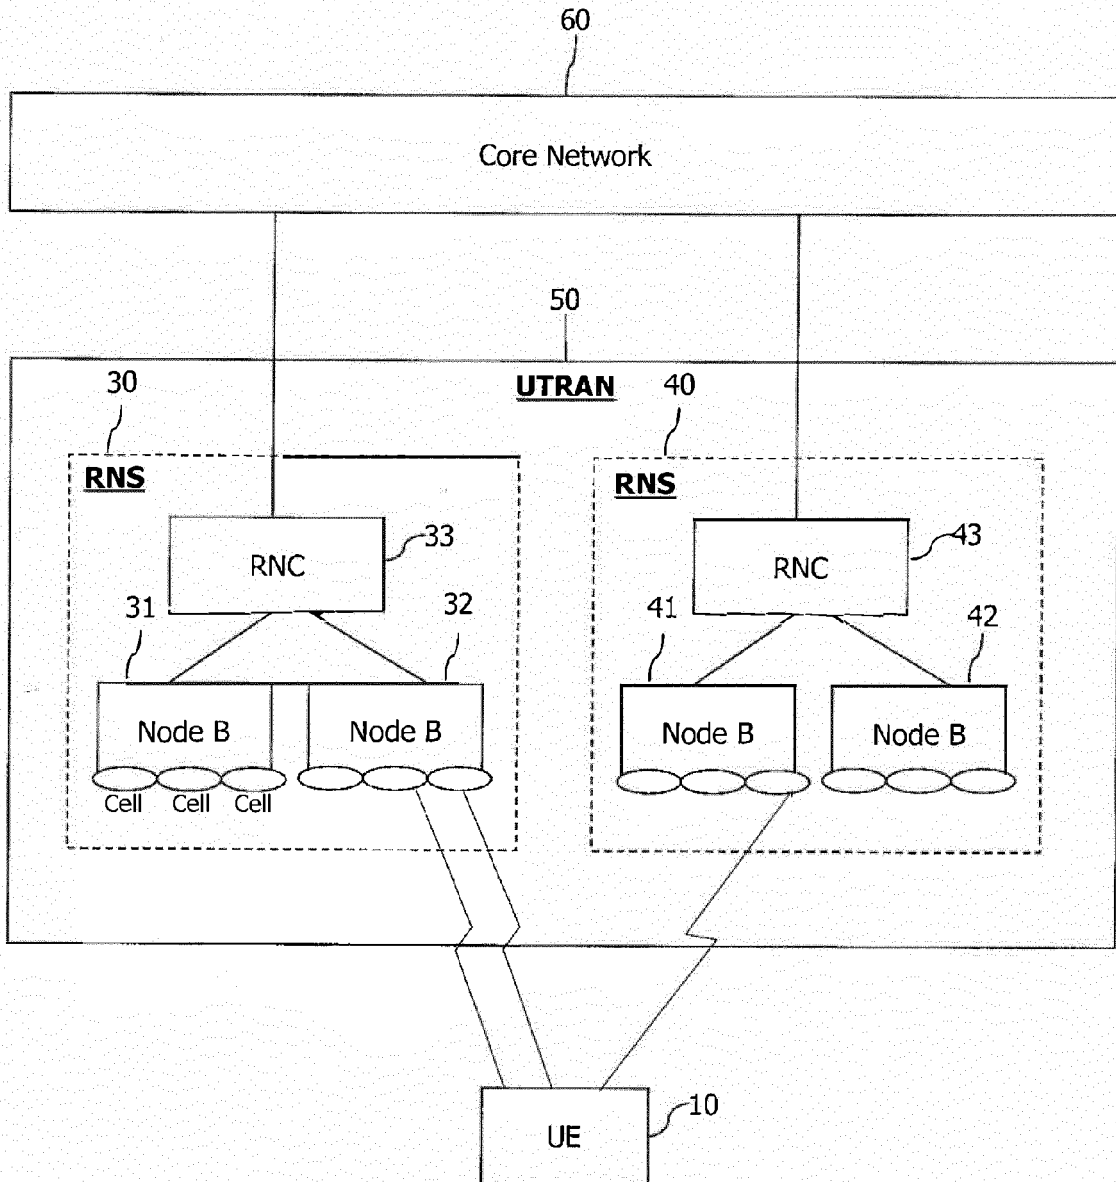 60
Core Network
50
UTRAN
30
40
RNS
RNS
RNC
33
RNC
43
31
32
41
42
Node B
Node B
Node B
Node B
Cell
Cell
Cell
UE
10